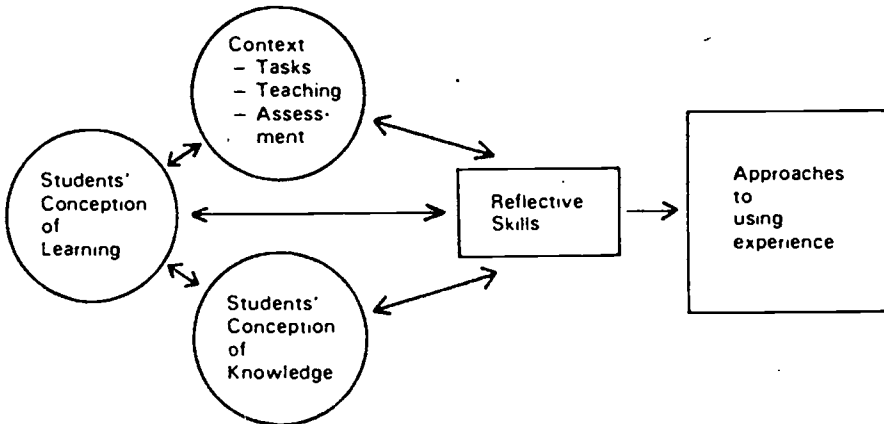 Context
– Tasks
– Teaching
– Assess-
ment
Students'
Conception
of
Learning
Reflective
Skills
Approaches
to
using
experience
Students'
Conception
of
Knowledge